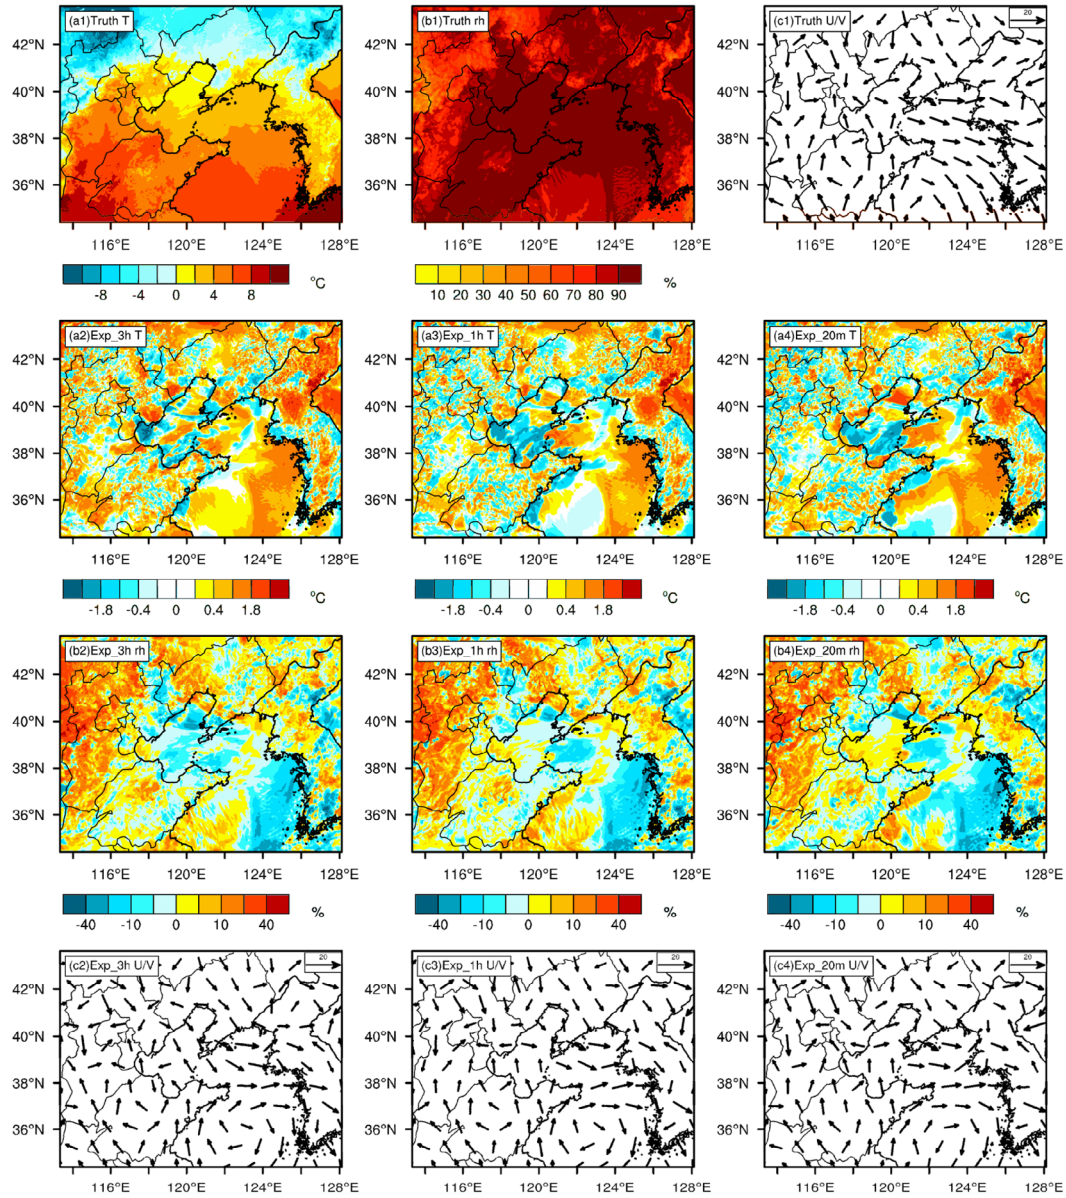 (a1)Truth T
(b1)Truth rh
(c1)Truth U/V
20
42°N
42°N
42°N
40°N
40°N
40°N
38°N
38°N
38°N
36°N
36°N
36°N
116°E 120°E 124°E 128°E
116°E 120°E 124°E 128°E
116°E 120°E 124°E 128°E
-8 -4 0 4 8 °C
10 20 30 40 50 60 70 80 90 %
(a2)Exp_3h T
(a3)Exp_1h T
(a4)Exp_20m T
42°N
42°N
42°N
40°N
40°N
40°N
38°N
38°N
38°N
36°N
36°N
36°N
116°E 120°E 124°E 128°E
116°E 120°E 124°E 128°E
116°E 120°E 124°E 128°E
-1.8 -0.4 0 0.4 1.8 °C
-1.8 -0.4 0 0.4 1.8 °C
-1.8 -0.4 0 0.4 1.8 °C
(b2)Exp_3h rh
(b3)Exp_1h rh
(b4)Exp_20m rh
42°N
42°N
42°N
40°N
40°N
40°N
38°N
38°N
38°N
36°N
36°N
36°N
116°E 120°E 124°E 128°E
116°E 120°E 124°E 128°E
116°E 120°E 124°E 128°E
-40 -10 0 10 40 %
-40 -10 0 10 40 %
-40 -10 0 10 40 %
(c2)Exp_3h U/V
20
(c3)Exp_1h U/V
20
(c4)Exp_20m U/V
20
42°N
42°N
42°N
40°N
40°N
40°N
38°N
38°N
38°N
36°N
36°N
36°N
116°E 120°E 124°E 128°E
116°E 120°E 124°E 128°E
116°E 120°E 124°E 128°E